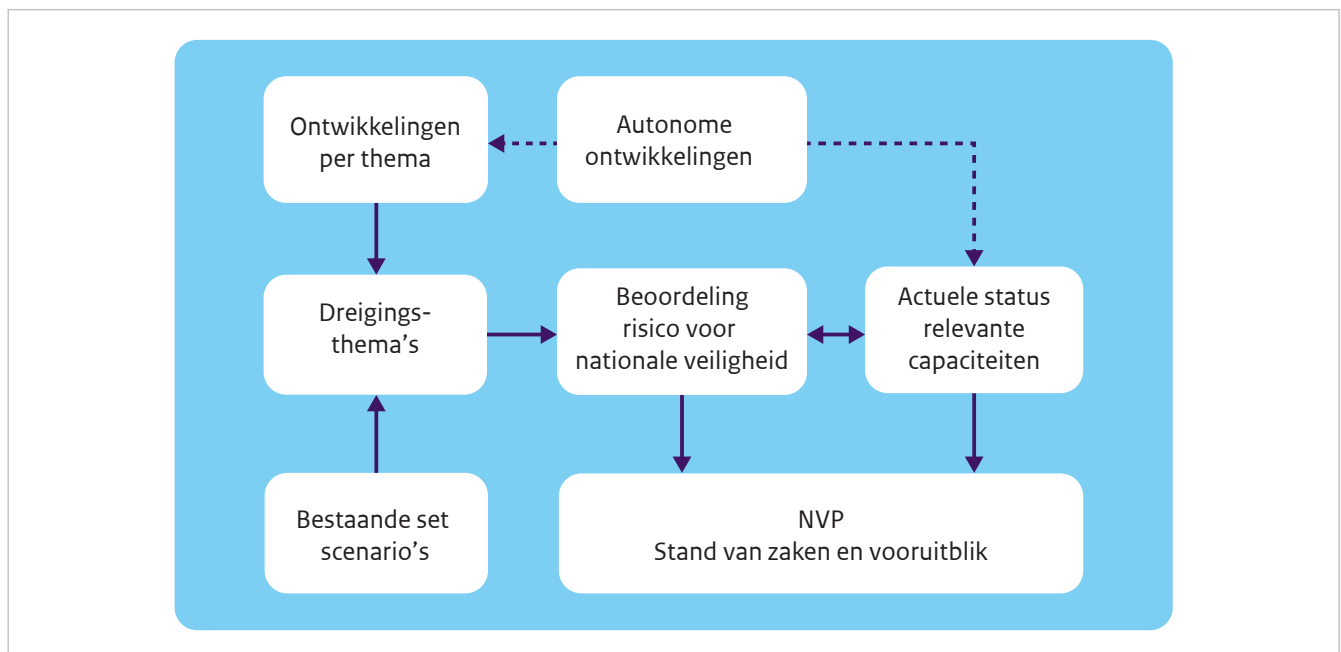 Ontwikkelingen
per thema
Autonome
ontwikkelingen
Dreigings-
thema's
Beoordeling
risico voor
nationale veiligheid
Actuele status
relevante
capaciteiten
Bestaande set
scenario's
NVP
Stand van zaken en vooruitblik